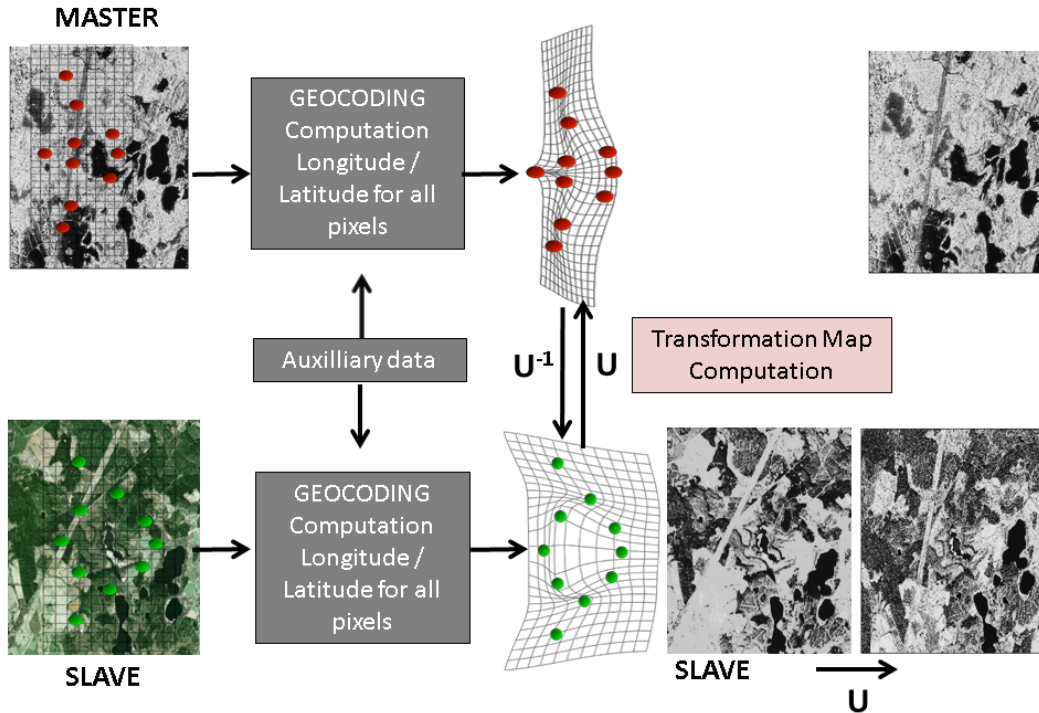 MASTER
GEOCODING
Computation
Longitude /
Latitude for all
pixels
Auxilliary data
U-1
U
Transformation Map
Computation
GEOCODING
Computation
Longitude /
Latitude for all
pixels
SLAVE
SLAVE
U